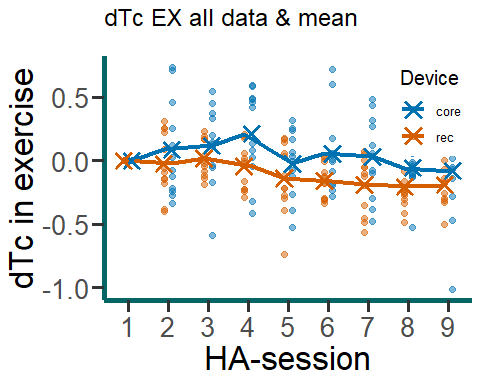 dTc EX all data & mean
dTc in exercise
0.5
0.0
-0.5
-1.0
Device
core
rec
1 2 3 4 5 6 7 8 9
HA-session